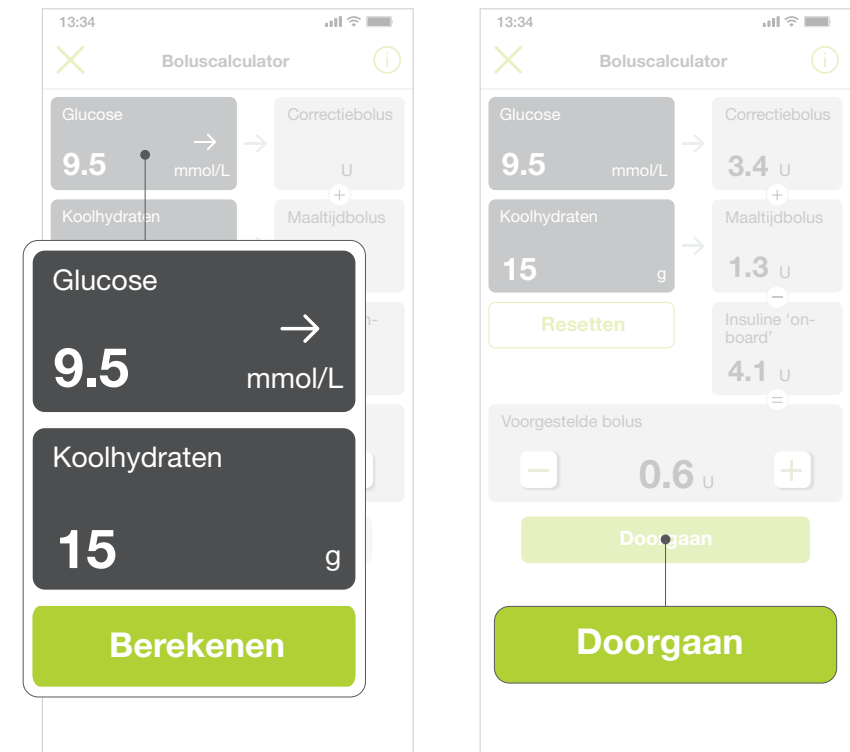 13:34
Boluscalculator
i
Glucose
9.5
mmol/L
Correctiebolus
U
+
Koolhydraten
Maaltijdbolus
n-
Glucose
9.5
mmol/L
Koolhydraten
15
g
Berekenen
13:34
Boluscalculator
i
Glucose
9.5
mmol/L
Correctiebolus
3.4 U
+
Koolhydraten
15
g
Maaltijdbolus
1.3 U
−
Resetten
Insuline ‘on-
board’
4.1 U
=
Voorgestelde bolus
−
0.6 U
+
Doorgaan
Doorgaan